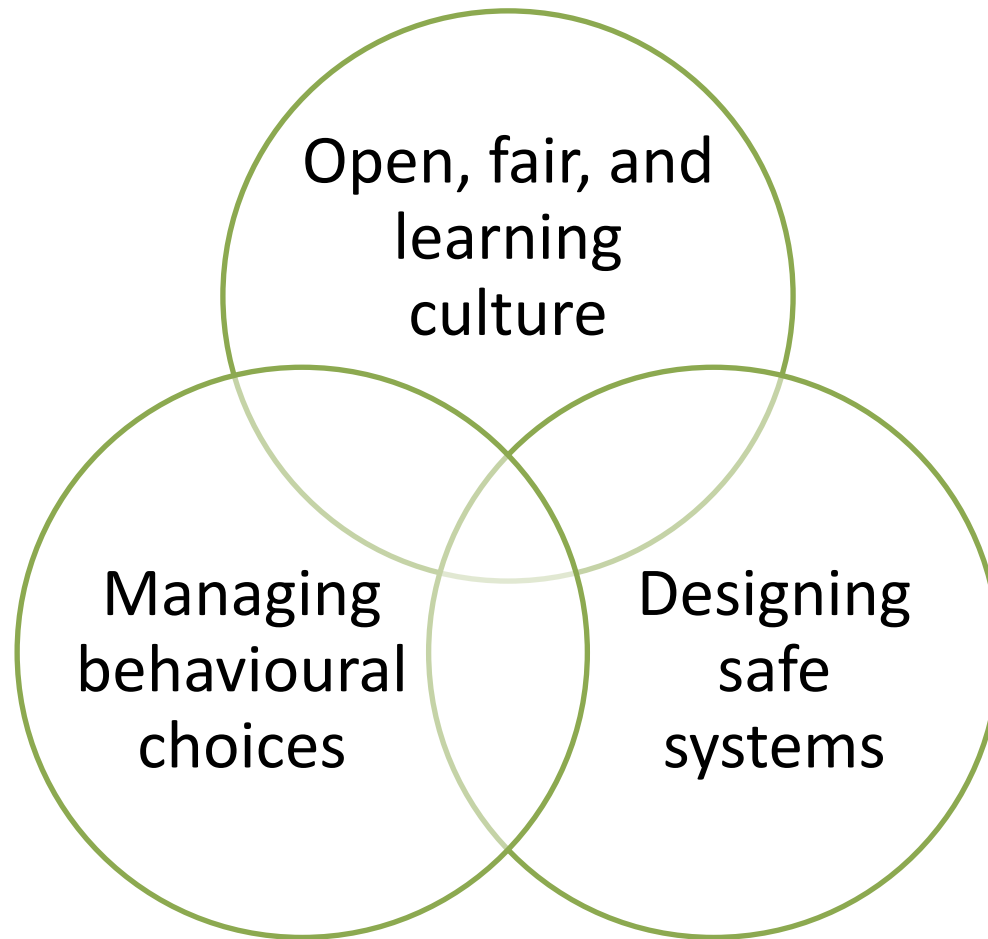 Open, fair, and
learning
culture
Managing
behavioural
choices
Designing
safe
systems